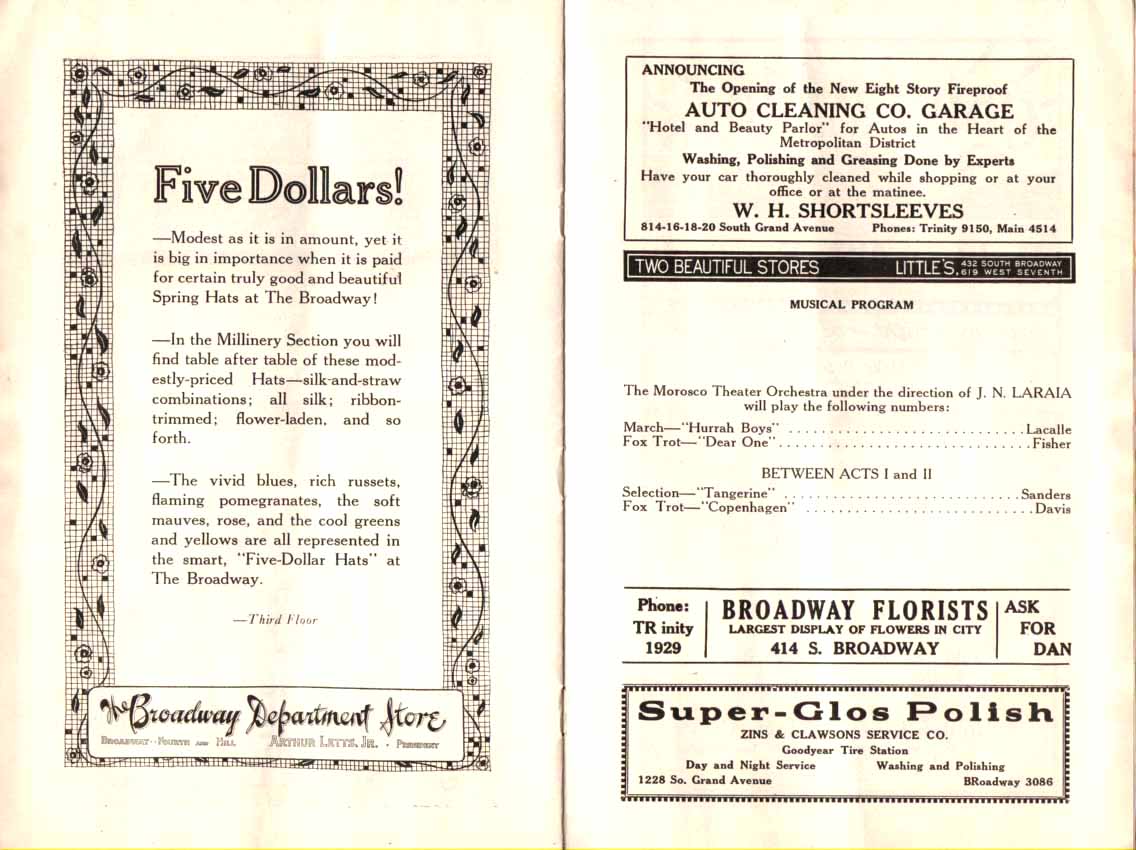 Five Dollars!
—Modest as it is in amount, yet it
is big in importance when it is paid
for certain truly good and beautiful
Spring Hats at The Broadway!
—In the Millinery Section you will
find table after table of these mod-
estly-priced Hats—silk-and-straw
combinations; all silk; ribbon-
trimmed; flower-laden, and so
forth.
—The vivid blues, rich russets,
flaming pomegranates, the soft
mauves, rose, and the cool greens
and yellows are all represented in
the smart, "Five-Dollar Hats" at
The Broadway.
—Third Floor
The Broadway Department Store
Broadway · Fourth and Hill Arthur Letts, Jr. · President
ANNOUNCING
The Opening of the New Eight Story Fireproof
AUTO CLEANING CO. GARAGE
"Hotel and Beauty Parlor" for Autos in the Heart of the
Metropolitan District
Washing, Polishing and Greasing Done by Experts
Have your car thoroughly cleaned while shopping or at your
office or at the matinee.
W. H. SHORTSLEEVES
814-16-18-20 South Grand Avenue Phones: Trinity 9150, Main 4514
TWO BEAUTIFUL STORES LITTLE'S, 432 SOUTH BROADWAY
619 WEST SEVENTH
MUSICAL PROGRAM
The Morosco Theater Orchestra under the direction of J. N. LARAIA
will play the following numbers:
March—"Hurrah Boys" ............................Lacalle
Fox Trot—"Dear One".............................Fisher
BETWEEN ACTS I and II
Selection—"Tangerine" ...........................Sanders
Fox Trot—"Copenhagen" ..........................Davis
Phone:
TR inity
1929
BROADWAY FLORISTS
LARGEST DISPLAY OF FLOWERS IN CITY
414 S. BROADWAY
ASK
FOR
DAN
Super-Glos Polish
ZINS & CLAWSONS SERVICE CO.
Goodyear Tire Station
Day and Night Service Washing and Polishing
1228 So. Grand Avenue BRoadway 3086